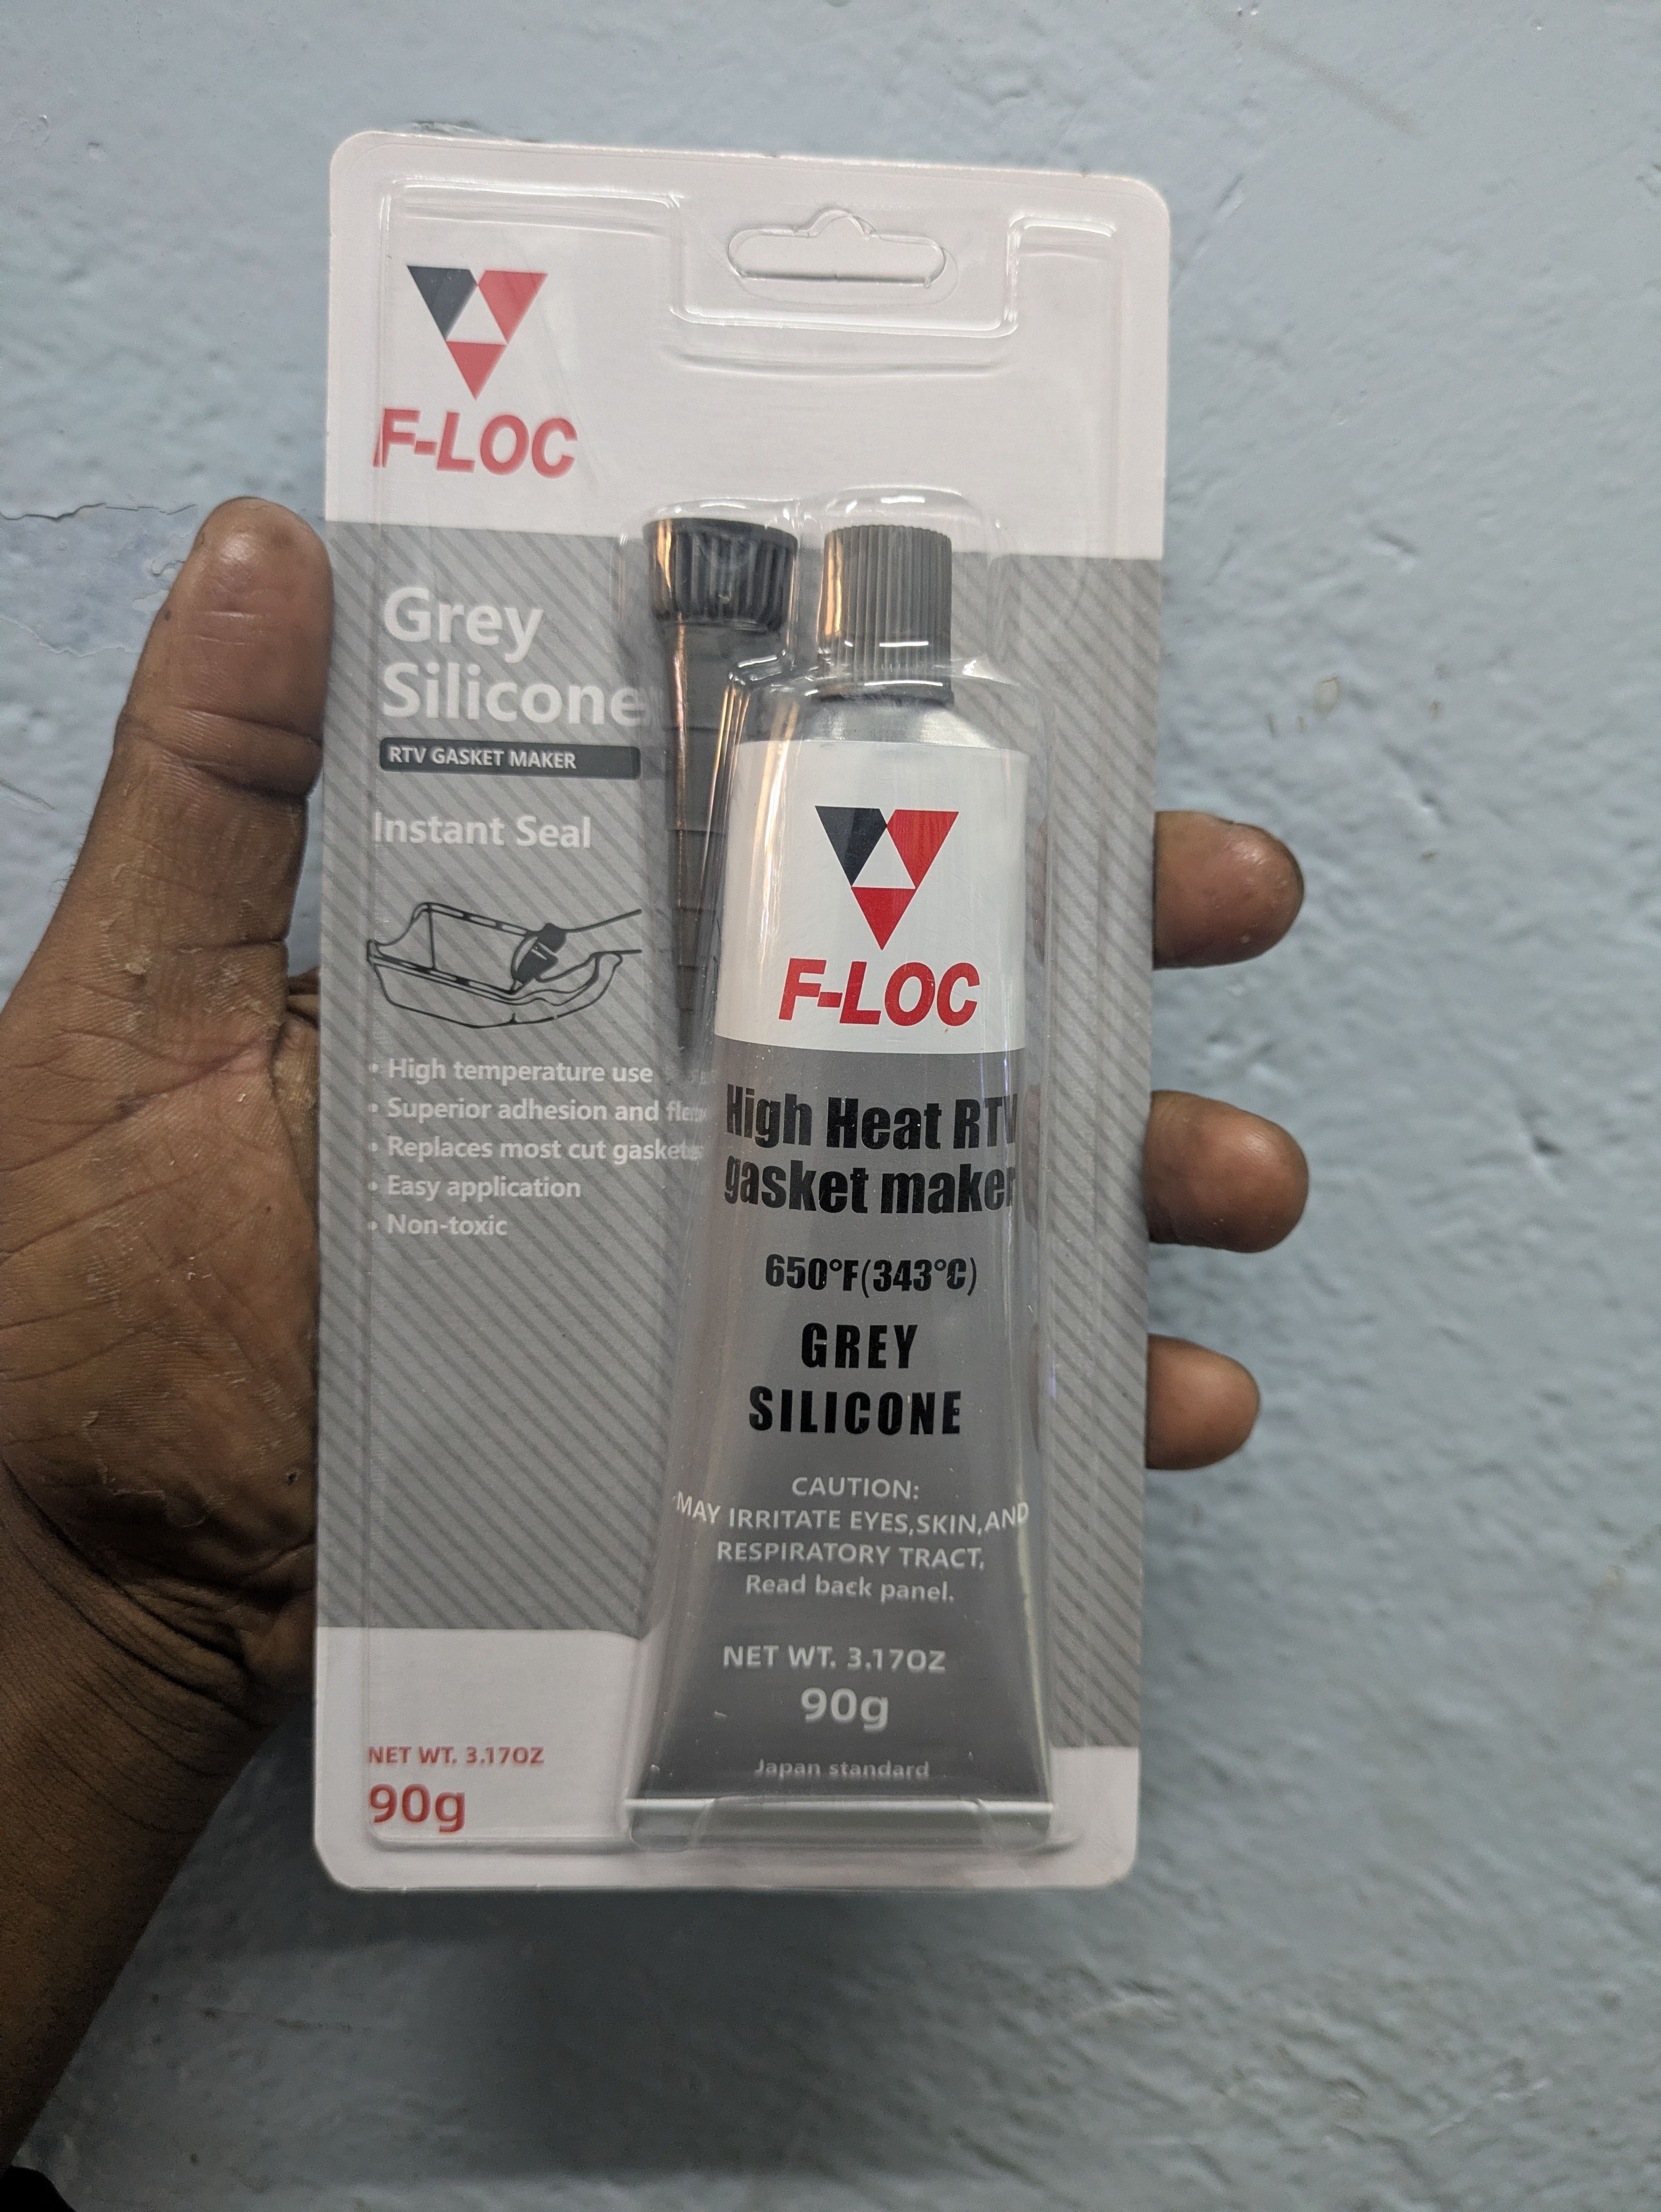 F-LOC
Grey
Silicone
RTV GASKET MAKER
Instant Seal
• High temperature use
• Superior adhesion and
• Replaces most cut gaskets
• Easy application
• Non-toxic
NET WT. 3.17OZ
90g
F-LOC
High Heat RTV
gasket maker
650°F(343°C)
GREY
SILICONE
CAUTION:
MAY IRRITATE EYES,SKIN,AND
RESPIRATORY TRACT,
Read back panel.
NET WT. 3.17OZ
90g
Japan standard